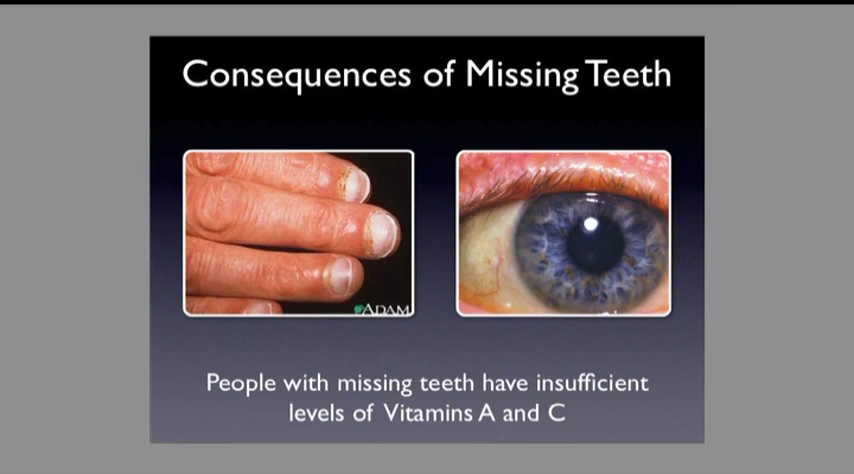 Consequences of Missing Teeth
ADAM
People with missing teeth have insufficient
levels of Vitamins A and C